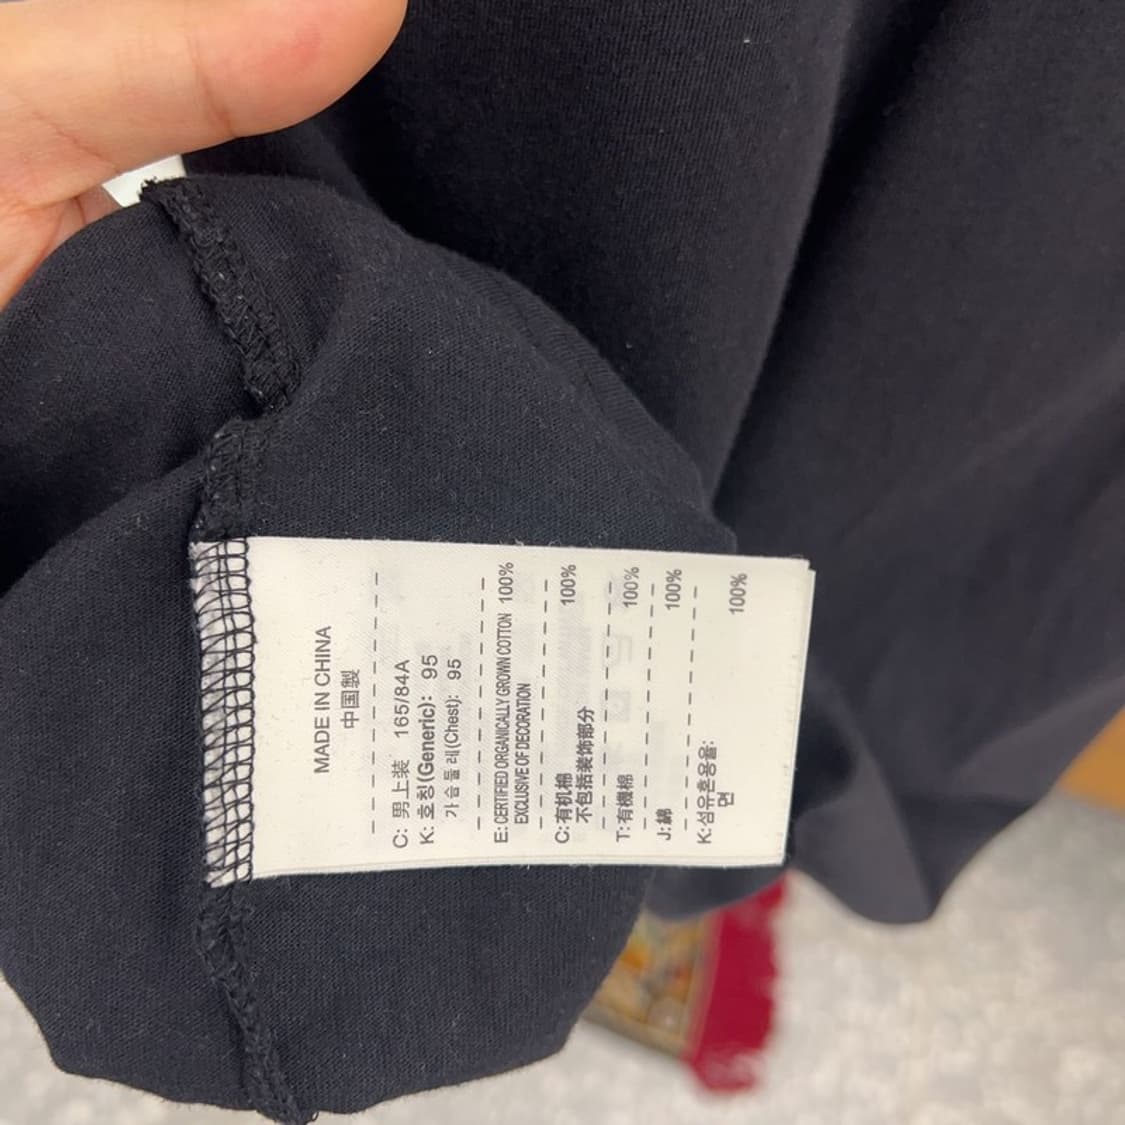 MADE IN CHINA
中国製
C: 男上装 165/84A
K: 호칭(Generic): 95
가슴둘레(Chest): 95
E: CERTIFIED ORGANICALLY GROWN COTTON 100%
EXCLUSIVE OF DECORATION
C: 有机棉 100%
不包括装饰部分
T: 有機棉 100%
J: 綿 100%
K: 섬유혼용율:
면 100%